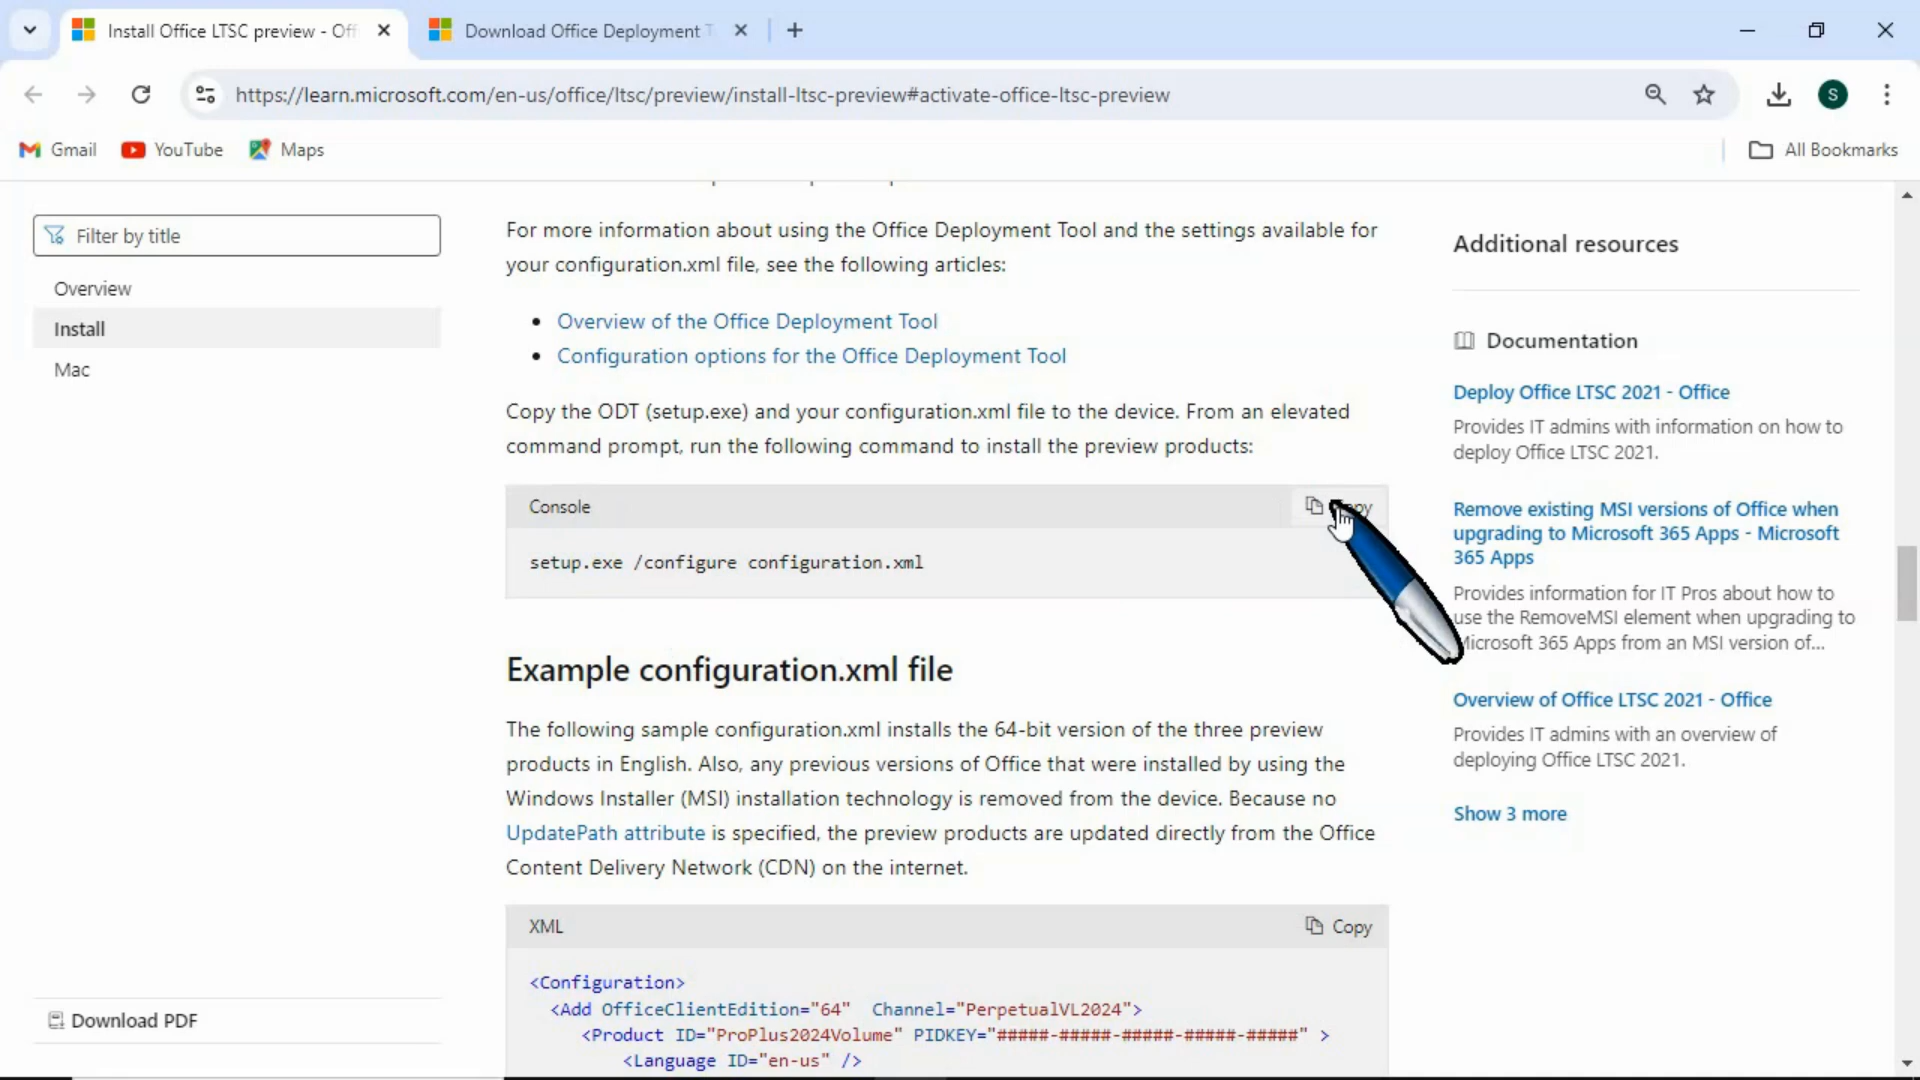 Install Office LTSC preview - Off
Download Office Deployment T
https://learn.microsoft.com/en-us/office/ltsc/preview/install-ltsc-preview#activate-office-ltsc-preview
S
Gmail
YouTube
Maps
All Bookmarks
Filter by title
Overview
Install
Mac
Download PDF
For more information about using the Office Deployment Tool and the settings available for
your configuration.xml file, see the following articles:
• Overview of the Office Deployment Tool
• Configuration options for the Office Deployment Tool
Copy the ODT (setup.exe) and your configuration.xml file to the device. From an elevated
command prompt, run the following command to install the preview products:
Console
setup.exe /configure configuration.xml
Example configuration.xml file
The following sample configuration.xml installs the 64-bit version of the three preview
products in English. Also, any previous versions of Office that were installed by using the
Windows Installer (MSI) installation technology is removed from the device. Because no
UpdatePath attribute is specified, the preview products are updated directly from the Office
Content Delivery Network (CDN) on the internet.
XML Copy
<Configuration>
<Add OfficeClientEdition="64" Channel="PerpetualVL2024">
<Product ID="ProPlus2024Volume" PIDKEY="#####-#####-#####-#####-#####" >
<Language ID="en-us" />
Additional resources
Documentation
Deploy Office LTSC 2021 - Office
Provides IT admins with information on how to
deploy Office LTSC 2021.
Remove existing MSI versions of Office when
upgrading to Microsoft 365 Apps - Microsoft
365 Apps
Provides information for IT Pros about how to
use the RemoveMSI element when upgrading to
Microsoft 365 Apps from an MSI version of...
Overview of Office LTSC 2021 - Office
Provides IT admins with an overview of
deploying Office LTSC 2021.
Show 3 more